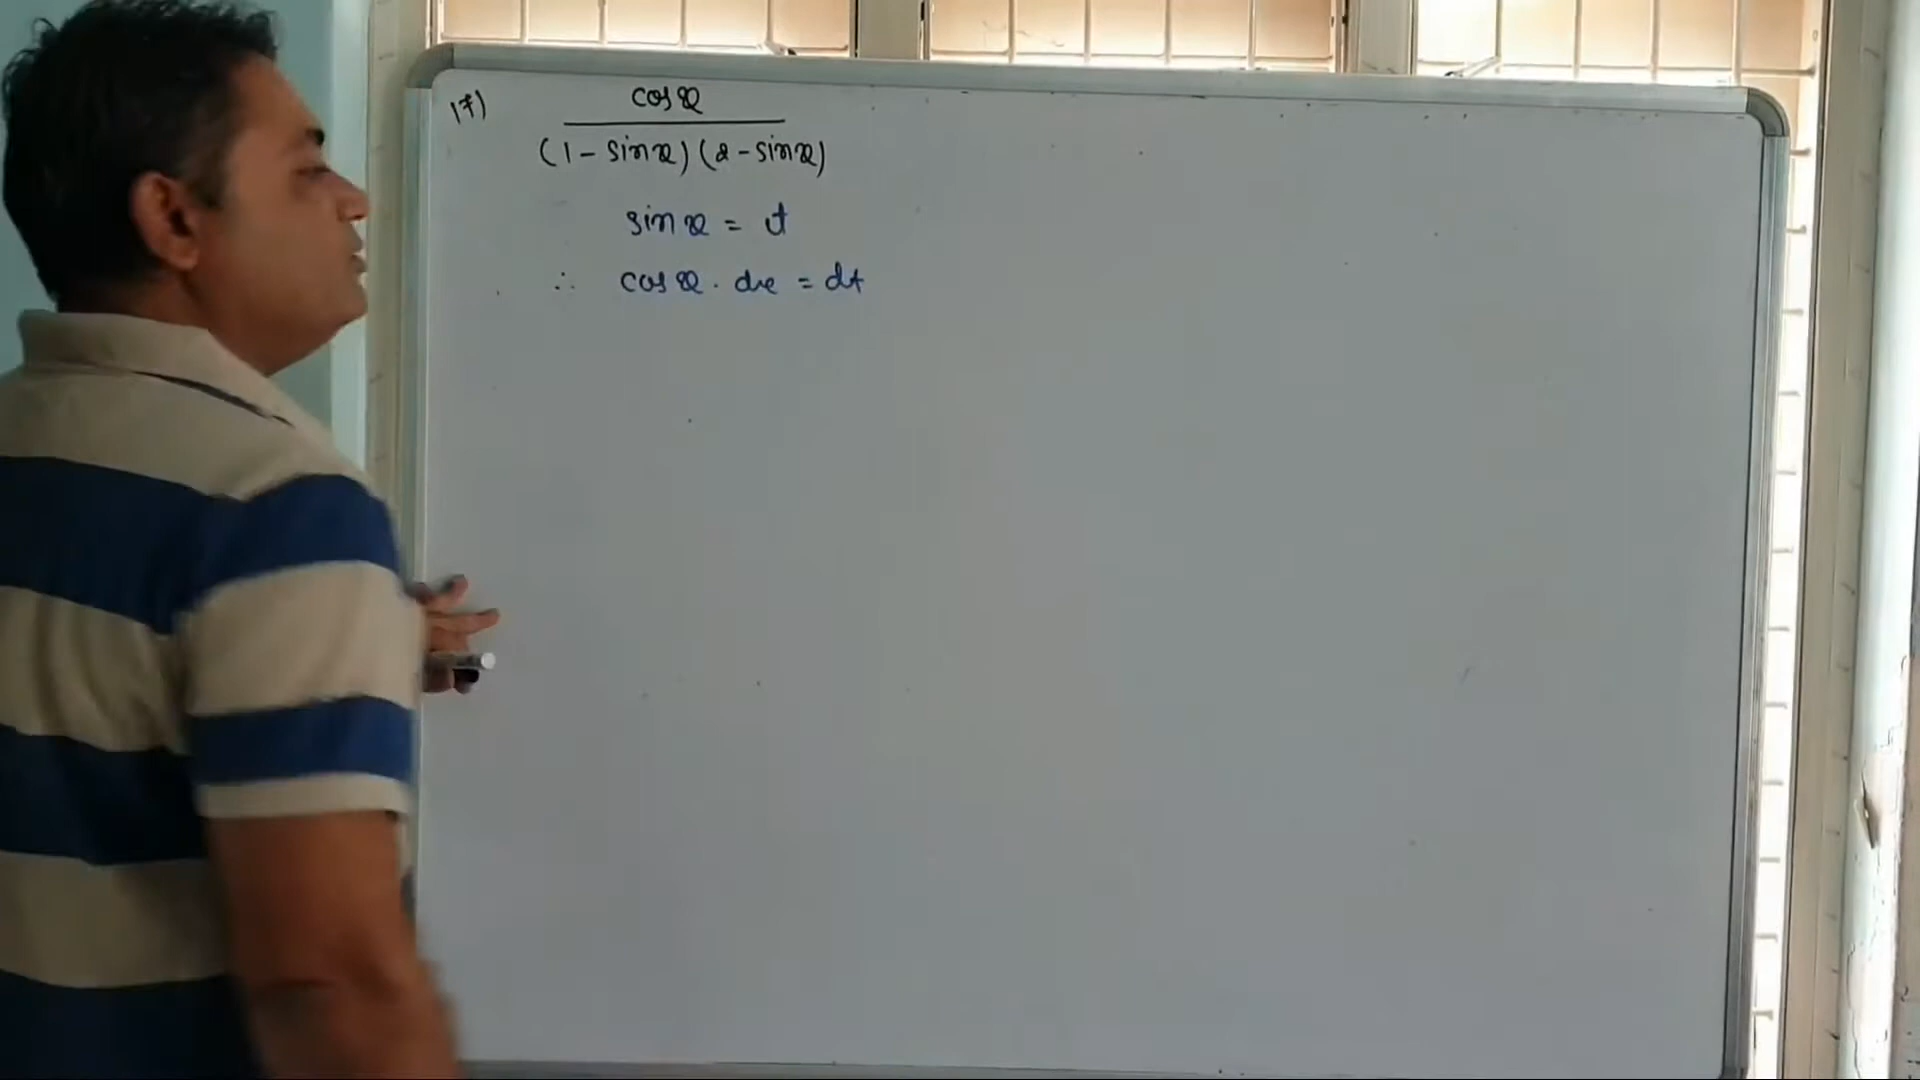 17) cos x
(1 - sin x) (2 - sin x)
sin x = t
∴ cos x . dx = dt